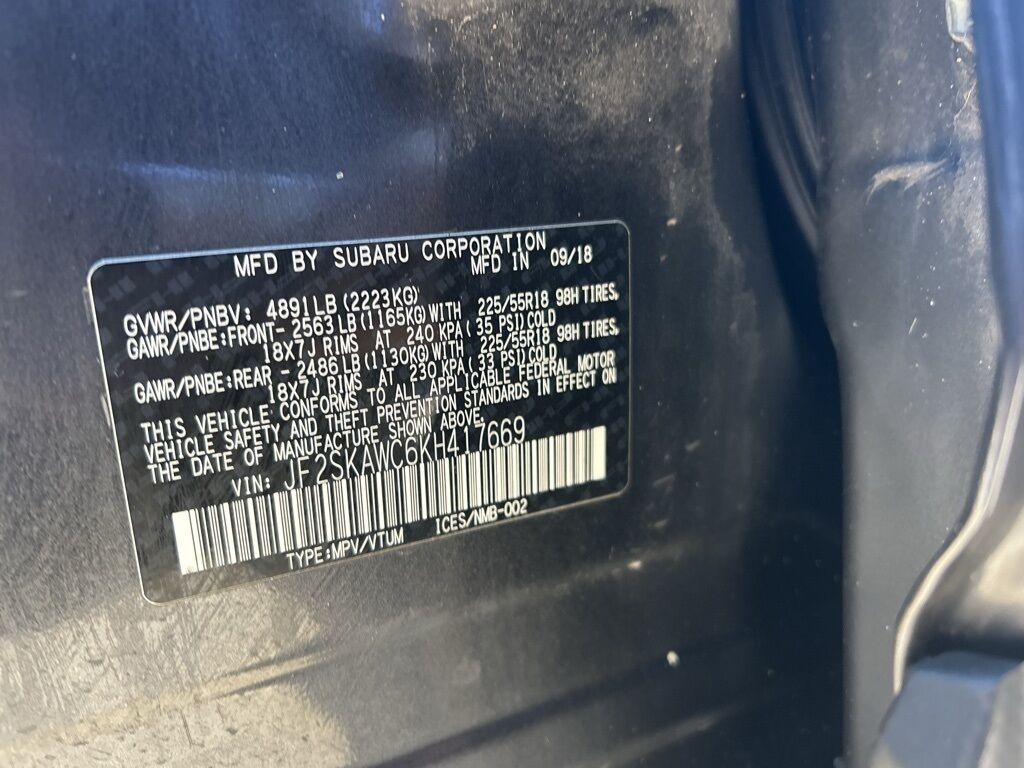 MFD BY SUBARU CORPORATION
MFD IN 09/18
GVWR/PNBV: 4891LB (2223KG)
GAWR/PNBE:FRONT- 2563LB(1165KG)WITH 225/55R18 98H TIRES,
18X7J RIMS AT 240 KPA(35 PSI)COLD
GAWR/PNBE:REAR - 2486LB(1130KG)WITH 225/55R18 98H TIRES,
18X7J RIMS AT 230 KPA(33 PSI)COLD
THIS VEHICLE CONFORMS TO ALL APPLICABLE FEDERAL MOTOR
VEHICLE SAFETY AND THEFT PREVENTION STANDARDS IN EFFECT ON
THE DATE OF MANUFACTURE SHOWN ABOVE.
VIN: JF2SKAWC6KH417669
TYPE:MPV/VTUM ICES/NMB-002